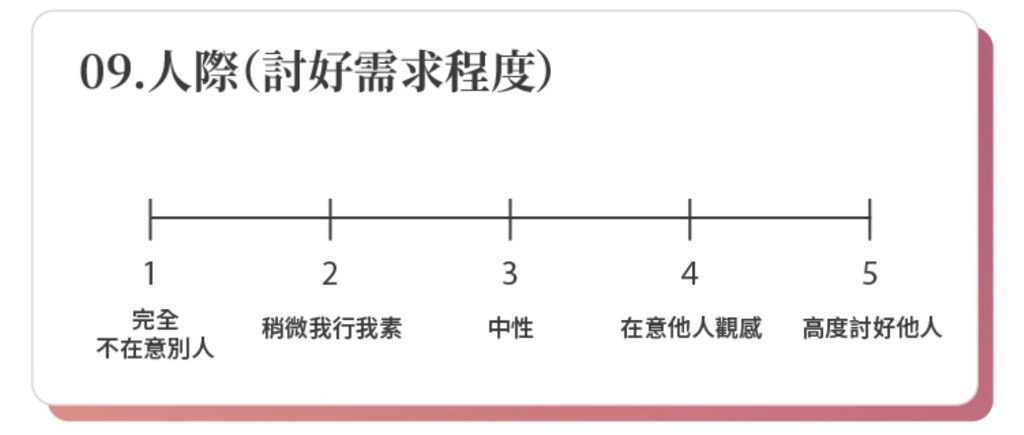 09.人際(討好需求程度)
1 2 3 4 5
完全
不在意別人
稍微我行我素
中性
在意他人觀感
高度討好他人